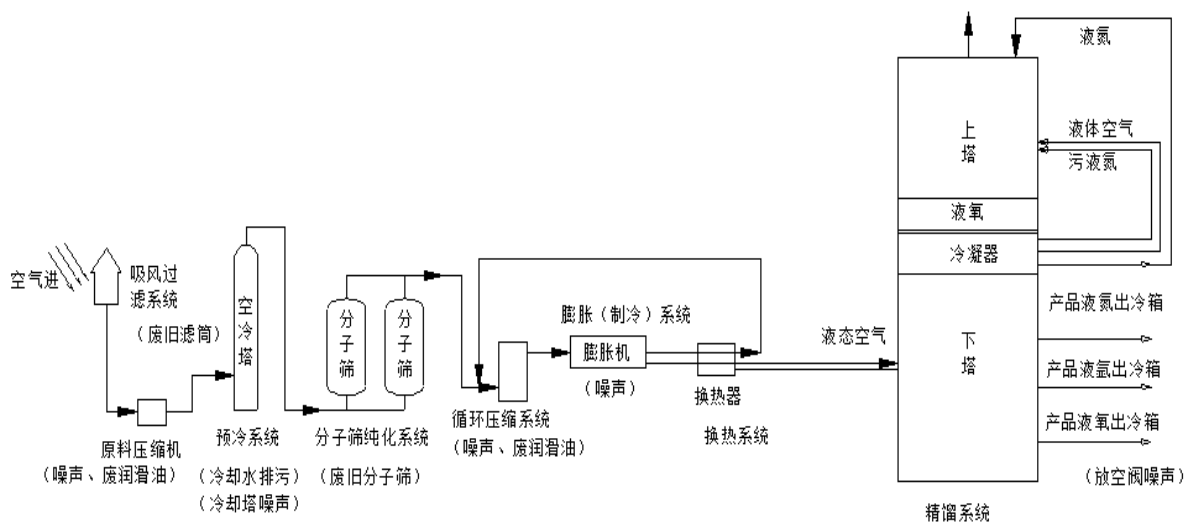 液氮
上塔
液体空气
污液氮
液氧
冷凝器
空气进
吸风过
滤系统
(废旧滤筒)
空冷塔
分子筛
分子筛
膨胀(制冷)系统
膨胀机
(噪声)
液态空气
下塔
产品液氮出冷箱
产品液氩出冷箱
产品液氧出冷箱
(放空阀噪声)
换热器
换热系统
循环压缩系统
(噪声、废润滑油)
原料压缩机
(噪声、废润滑油)
预冷系统
(冷却水排污)
(冷却塔噪声)
分子筛纯化系统
(废旧分子筛)
精馏系统